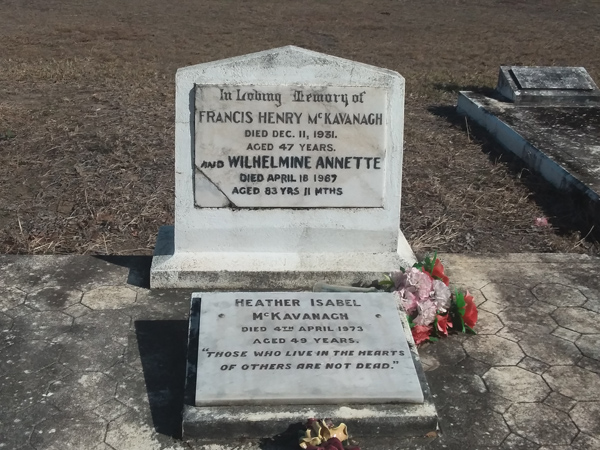 In Loving Memory of
FRANCIS HENRY McKAVANAGH
DIED DEC. 11, 1931.
AGED 47 YEARS.
AND WILHELMINE ANNETTE
DIED APRIL 18 1967
AGED 83 YRS 11 MTHS
HEATHER ISABEL
McKAVANAGH
DIED 4TH APRIL 1973
AGED 49 YEARS.
"THOSE WHO LIVE IN THE HEARTS
OF OTHERS ARE NOT DEAD."